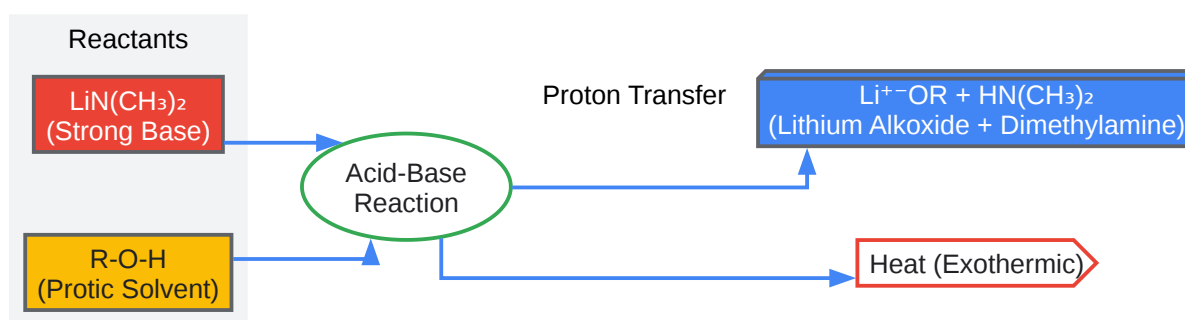 Reactants
LiN(CH₃)₂
(Strong Base)
R-O-H
(Protic Solvent)
Acid-Base
Reaction
Proton Transfer
Li⁺⁻OR + HN(CH₃)₂
(Lithium Alkoxide + Dimethylamine)
Heat (Exothermic)